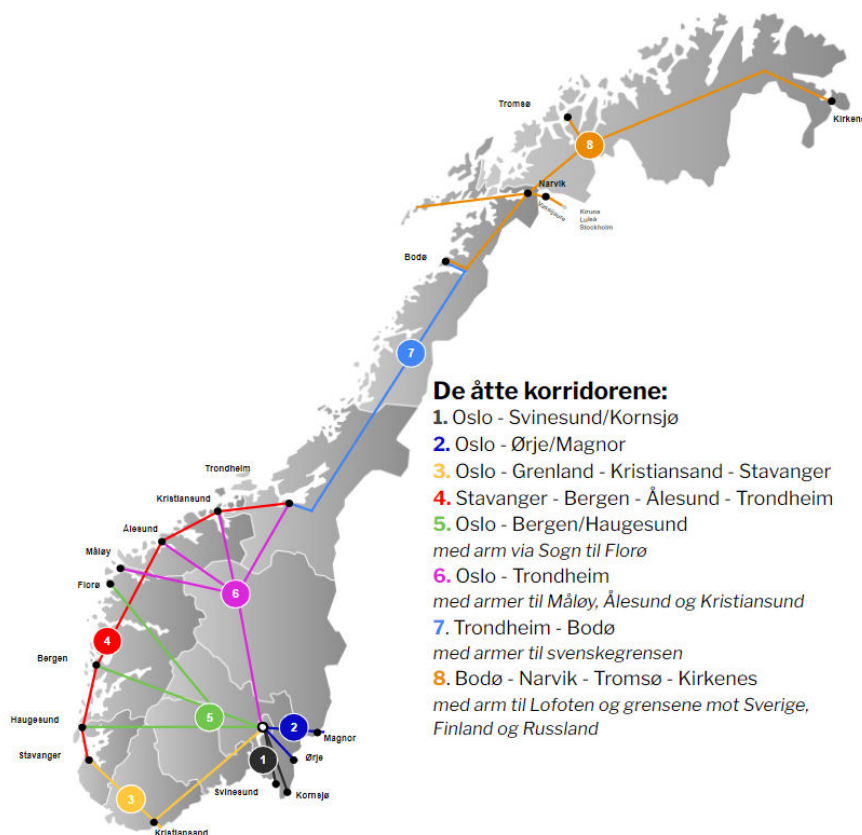 Tromsø
8
Kirkenes
Narvik
Kiruna
Luleå
Stockholm
Bodø
7
De åtte korridorene:
1. Oslo - Svinesund/Kornsjø
2. Oslo - Ørje/Magnor
3. Oslo - Grenland - Kristiansand - Stavanger
4. Stavanger - Bergen - Ålesund - Trondheim
5. Oslo - Bergen/Haugesund
med arm via Sogn til Florø
6. Oslo - Trondheim
med armer til Måløy, Ålesund og Kristiansund
7. Trondheim - Bodø
med armer til svenskegrensen
8. Bodø - Narvik - Tromsø - Kirkenes
med arm til Lofoten og grensene mot Sverige,
Finland og Russland
Trondheim
Kristiansund
Ålesund
Måløy
Florø
6
4
Bergen
5
Haugesund
2
Magnor
Stavanger
1
Ørje
Svinesund
Kornsjø
3
Kristiansand